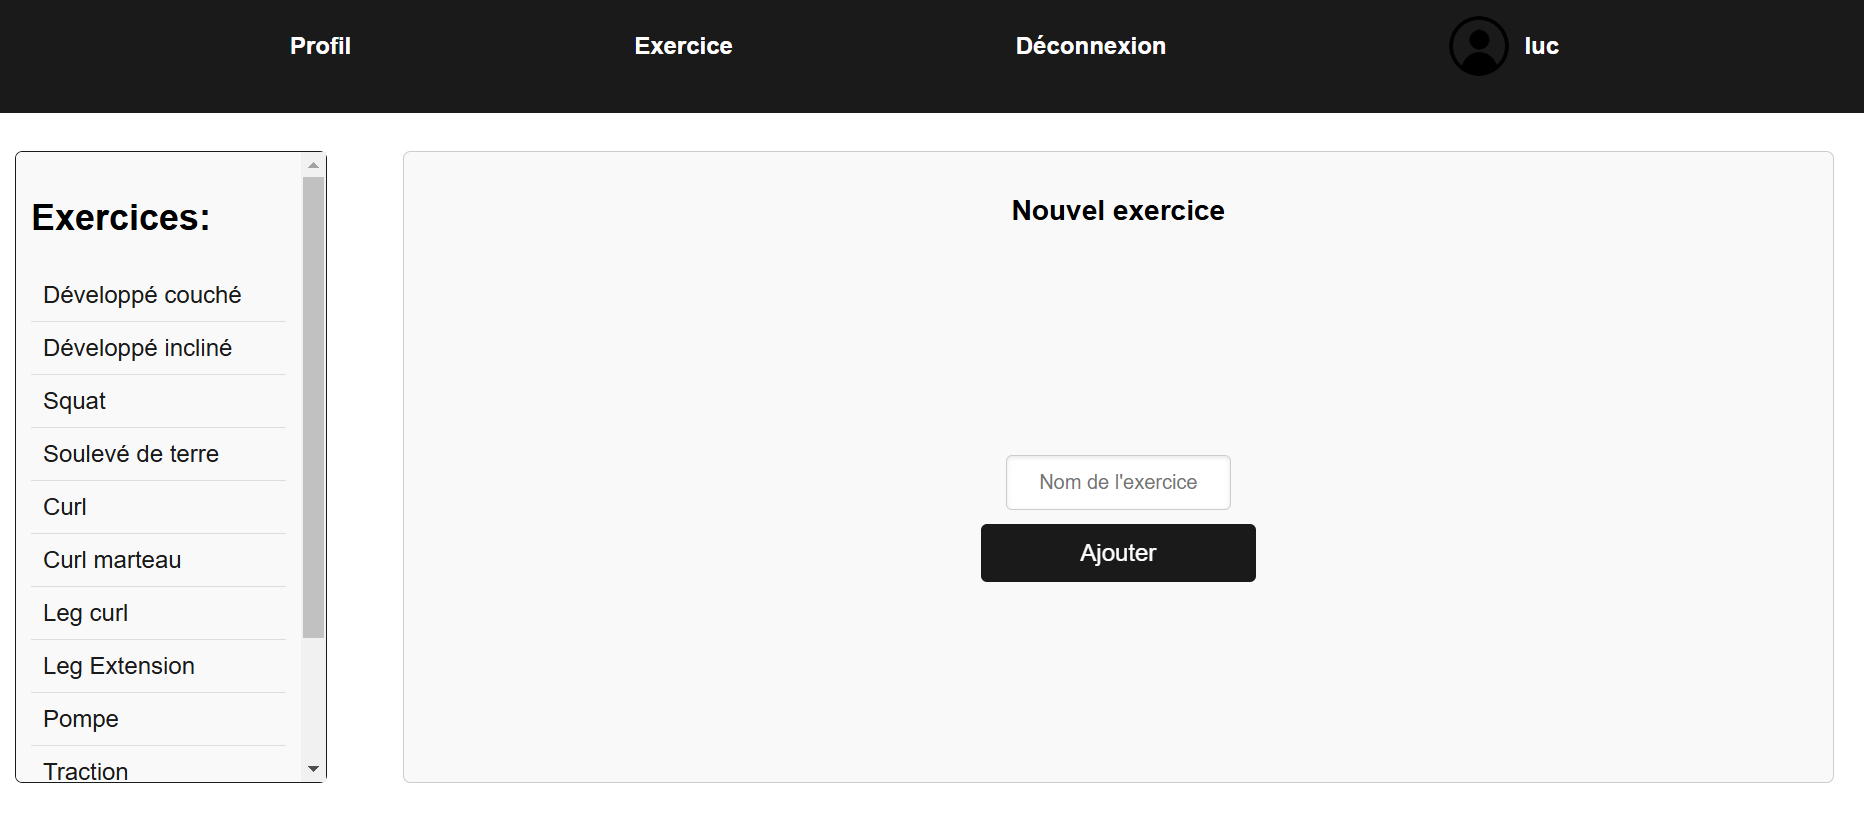 Profil
Exercice
Déconnexion
luc
Exercices:
Développé couché
Développé incliné
Squat
Soulevé de terre
Curl
Curl marteau
Leg curl
Leg Extension
Pompe
Traction
Nouvel exercice
Nom de l'exercice
Ajouter